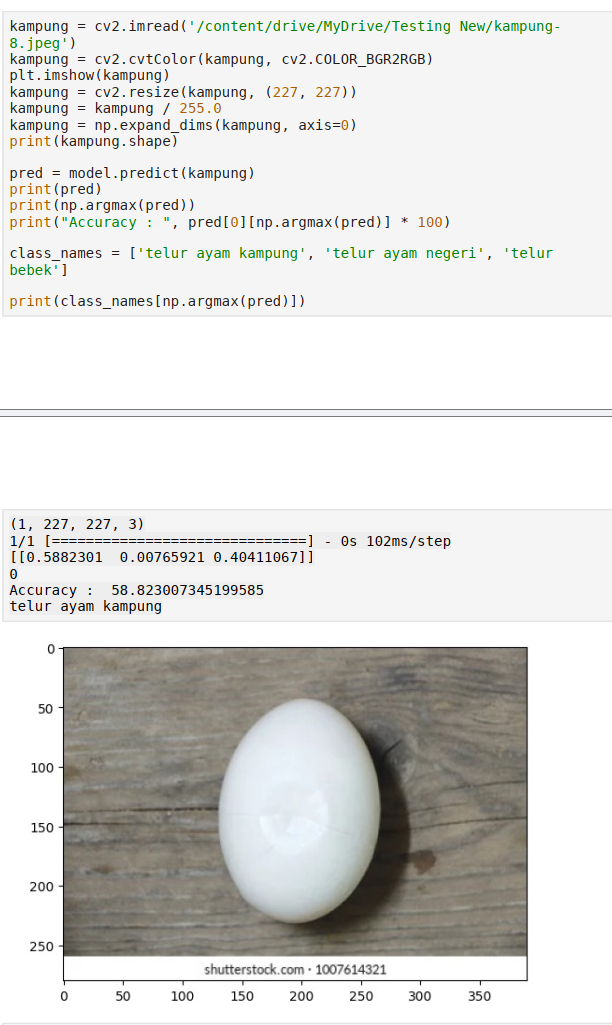 kampung = cv2.imread('/content/drive/MyDrive/Testing New/kampung-
8.jpeg')
kampung = cv2.cvtColor(kampung, cv2.COLOR_BGR2RGB)
plt.imshow(kampung)
kampung = cv2.resize(kampung, (227, 227))
kampung = kampung / 255.0
kampung = np.expand_dims(kampung, axis=0)
print(kampung.shape)
pred = model.predict(kampung)
print(pred)
print(np.argmax(pred))
print("Accuracy : ", pred[0][np.argmax(pred)] * 100)
class_names = ['telur ayam kampung', 'telur ayam negeri', 'telur
bebek']
print(class_names[np.argmax(pred)])
(1, 227, 227, 3)
1/1 [==============================] - 0s 102ms/step
[[0.5882301  0.00765921 0.40411067]]
0
Accuracy :  58.823007345199585
telur ayam kampung
0
50
100
150
200
250
shutterstock.com · 1007614321
0 50 100 150 200 250 300 350